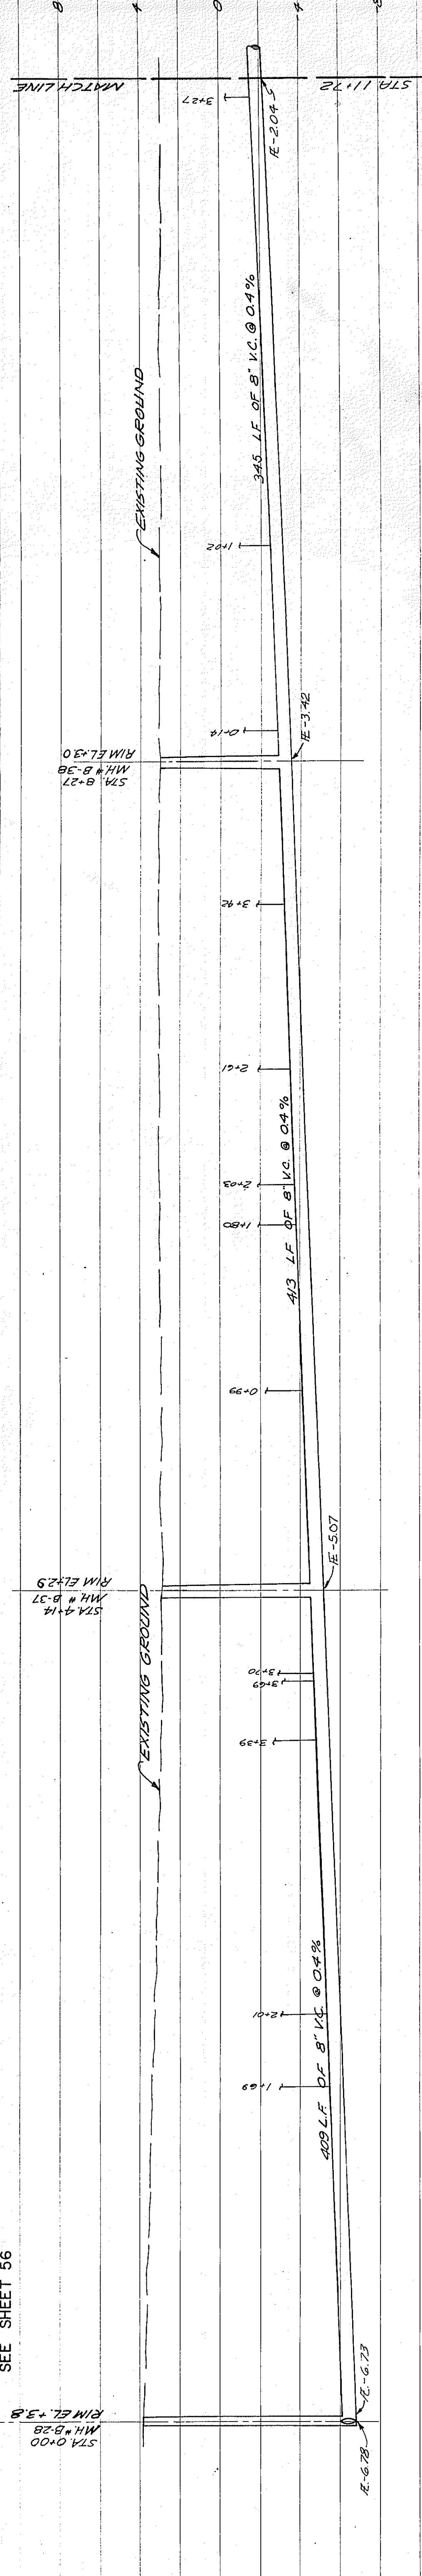 8
4
0
-4
-8
MATCH LINE
STA. 11+72
3+27
IE-2.04
345 LF OF 8" V.C. @ 0.4%
EXISTING GROUND
1+02
0+14
IE-3.42
STA. 8+27
MH. # B-38
RIM EL+3.0
3+92
2+61
2+03
1+80
413 LF OF 8" V.C. @ 0.4%
0+99
IE-5.07
STA. 4+14
MH. # B-37
RIM EL+2.9
EXISTING GROUND
3+70
3+69
3+39
2+01
1+69
409 L.F. OF 8" V.C. @ 0.4%
SEE SHEET 56
STA. 0+00
MH # B-28
RIM EL. +3.8
IE.-6.73
IE.-6.78